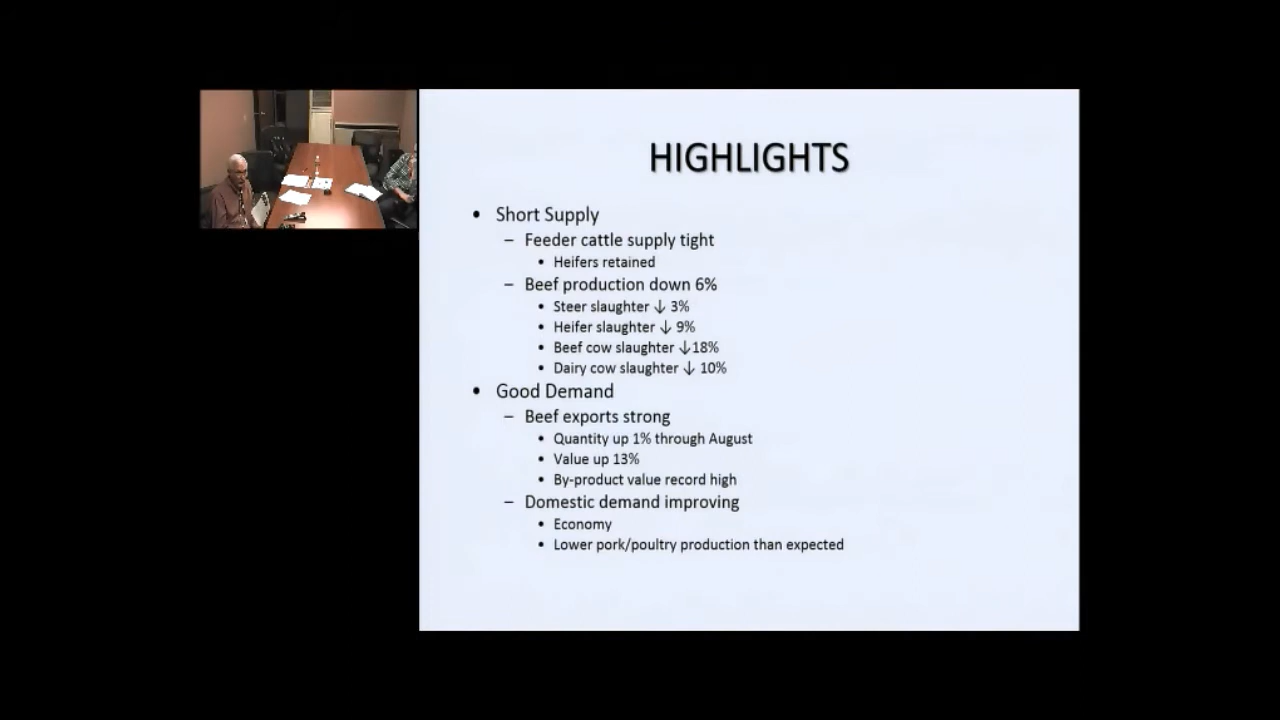 HIGHLIGHTS
• Short Supply
– Feeder cattle supply tight
• Heifers retained
– Beef production down 6%
• Steer slaughter ↓ 3%
• Heifer slaughter ↓ 9%
• Beef cow slaughter ↓18%
• Dairy cow slaughter ↓ 10%
• Good Demand
– Beef exports strong
• Quantity up 1% through August
• Value up 13%
• By-product value record high
– Domestic demand improving
• Economy
• Lower pork/poultry production than expected